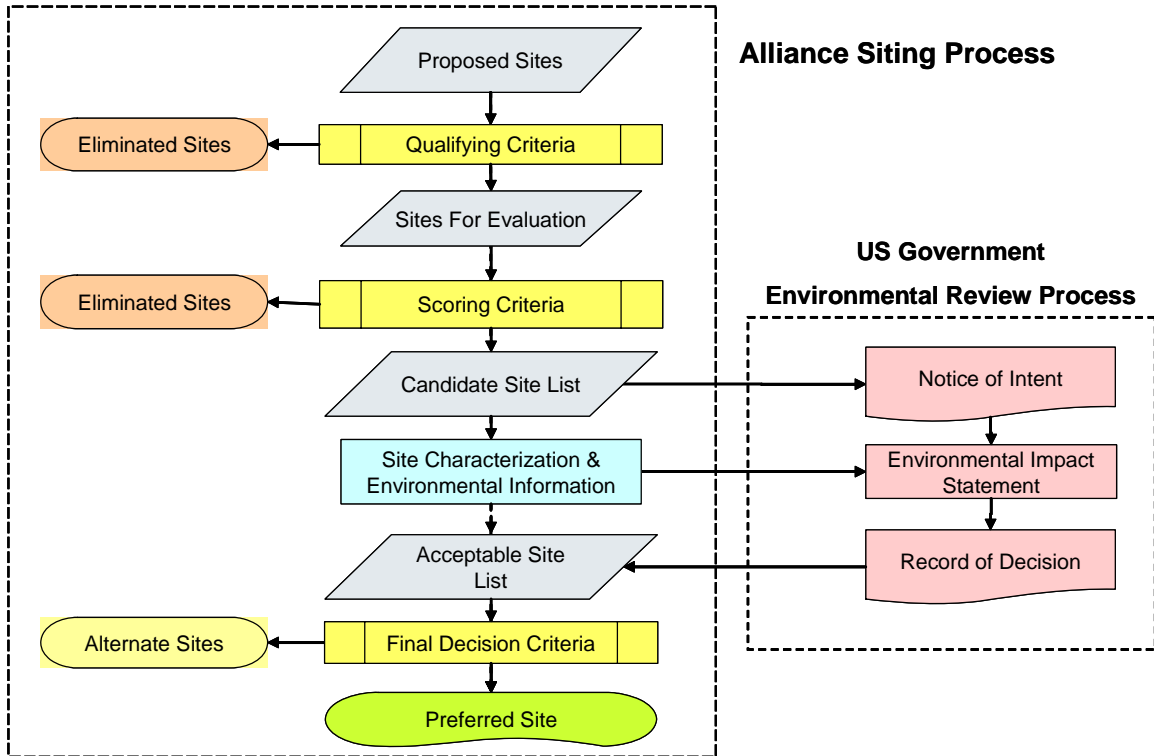 Alliance Siting Process
Proposed Sites
Eliminated Sites
Qualifying Criteria
Sites For Evaluation
Eliminated Sites
Scoring Criteria
Candidate Site List
Site Characterization &
Environmental Information
Acceptable Site
List
Alternate Sites
Final Decision Criteria
Preferred Site
US Government
Environmental Review Process
Notice of Intent
Environmental Impact
Statement
Record of Decision